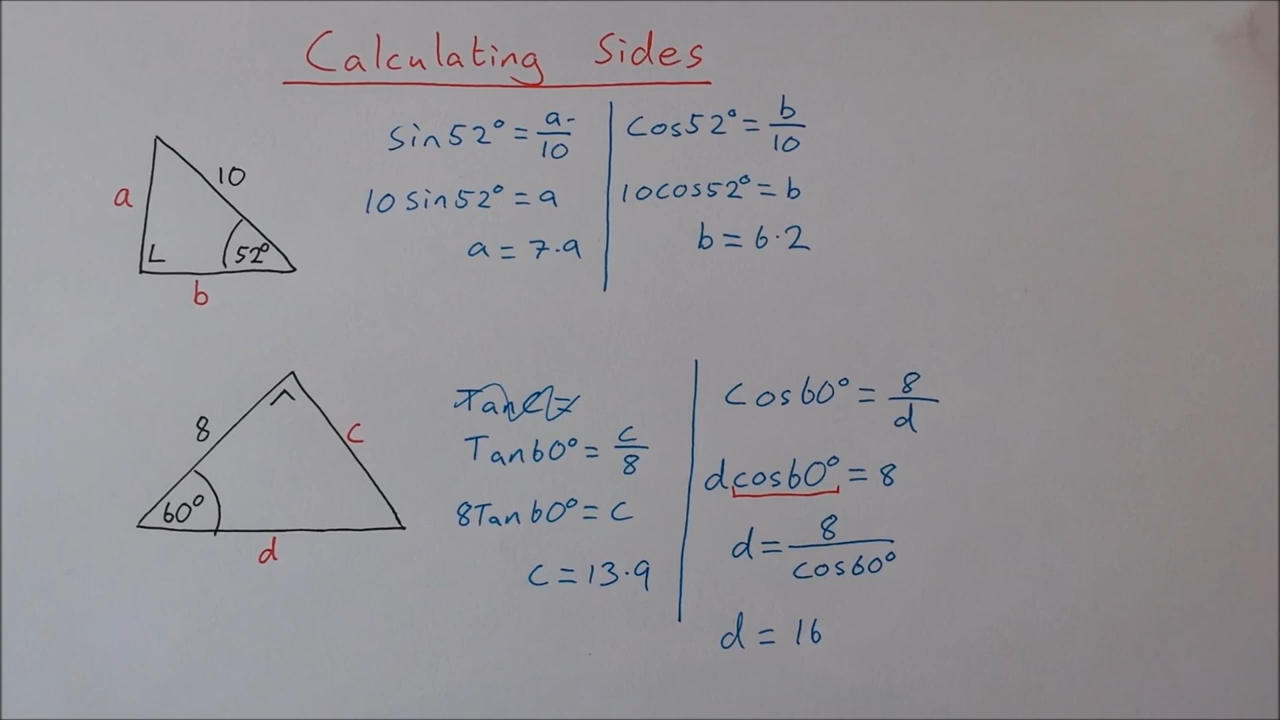 Calculating Sides
a
10
52°
b
Sin52° = a/10
10sin52° = a
a = 7.9
Cos52° = b/10
10cos52° = b
b = 6.2
8
c
60°
d
Tan60° = c/8
8Tan60° = c
c = 13.9
Cos60° = 8/d
dcos60° = 8
d = 8/cos60°
d = 16